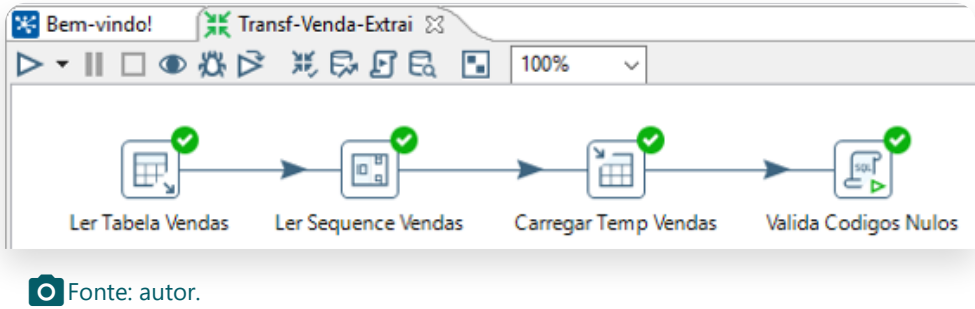 Bem-vindo!
Transf-Venda-Extrai
100%
SQL
Ler Tabela Vendas
Ler Sequence Vendas
Carregar Temp Vendas
Valida Codigos Nulos
Fonte: autor.